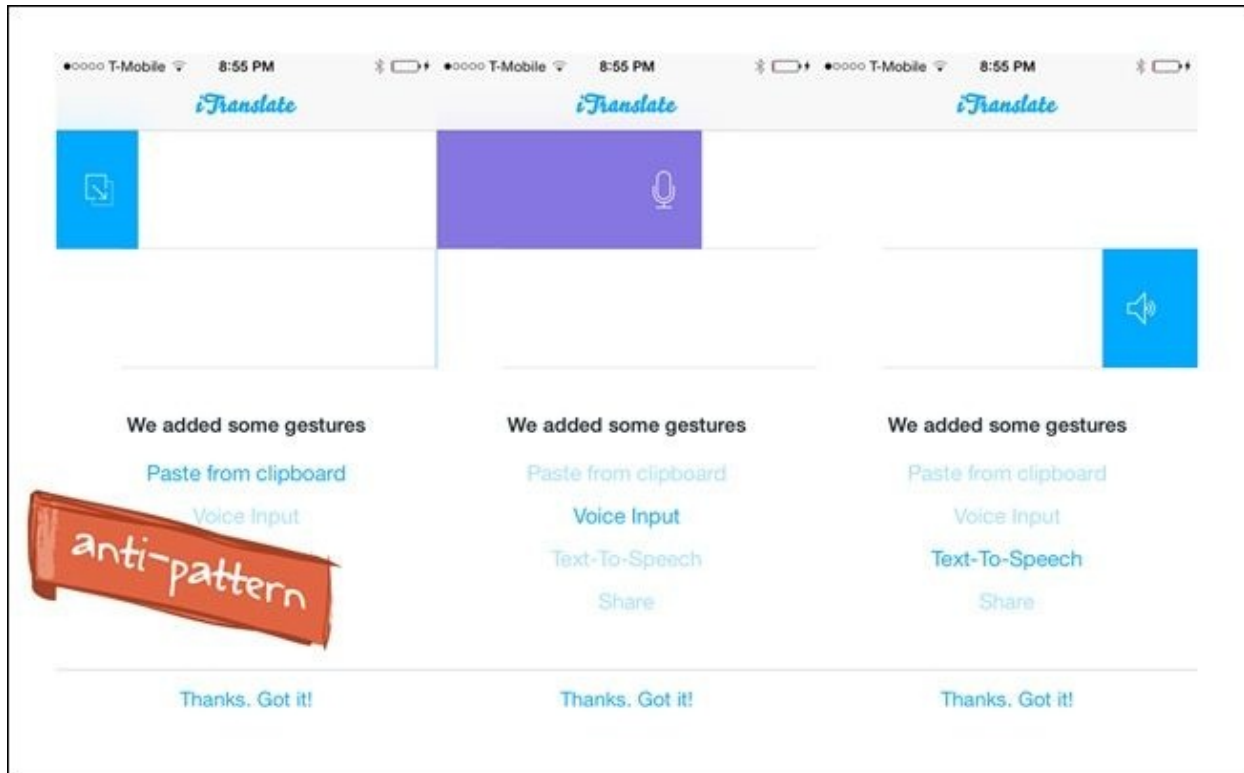 T-Mobile 8:55 PM
iTranslate
We added some gestures
Paste from clipboard
Voice Input
anti-pattern
Thanks. Got it!
T-Mobile 8:55 PM
iTranslate
We added some gestures
Paste from clipboard
Voice Input
Text-To-Speech
Share
Thanks. Got it!
T-Mobile 8:55 PM
iTranslate
We added some gestures
Paste from clipboard
Voice Input
Text-To-Speech
Share
Thanks. Got it!